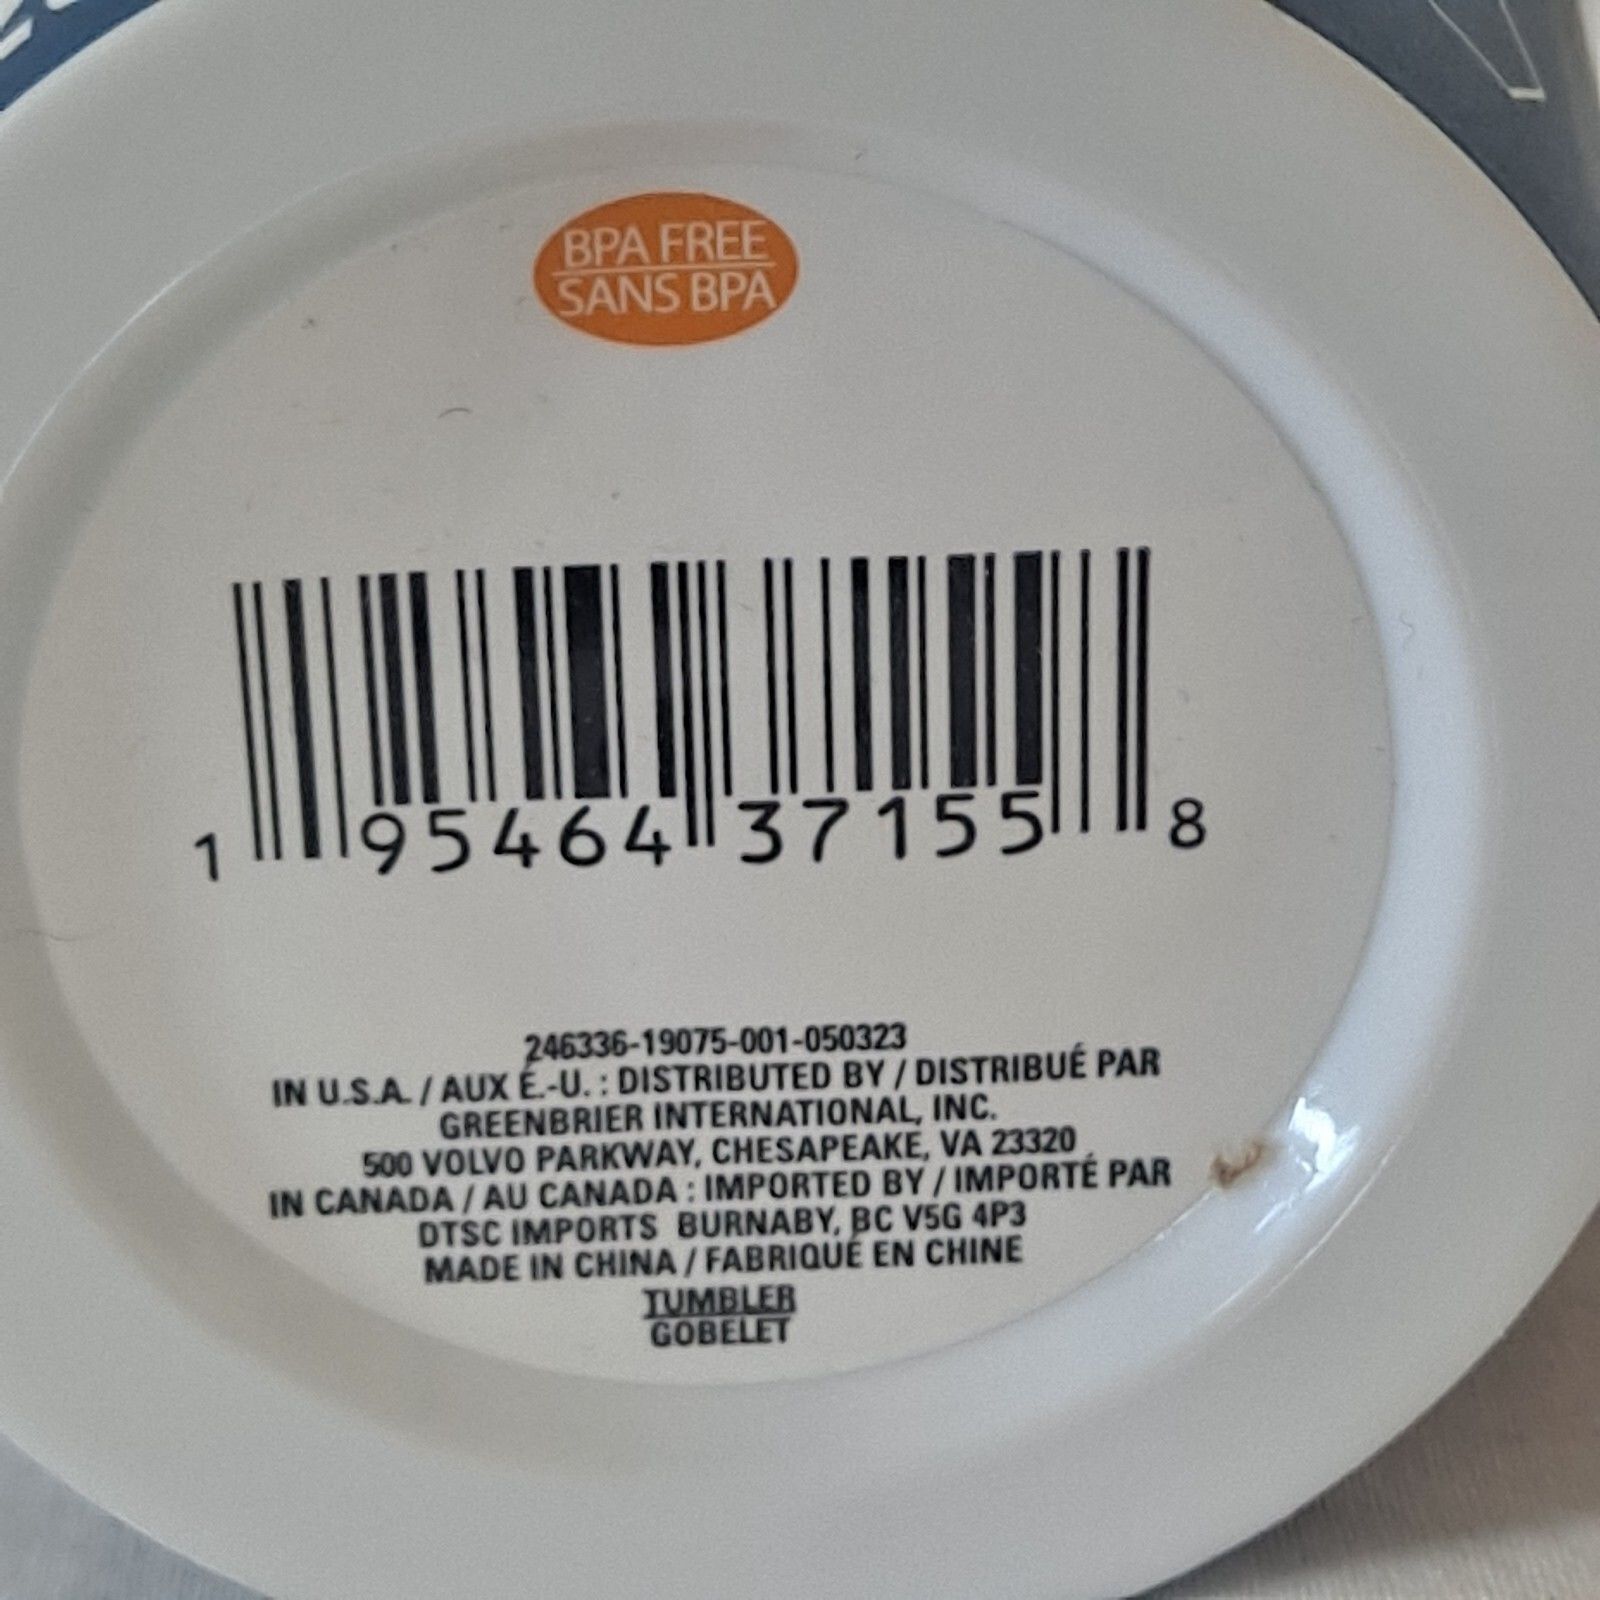 BPA FREE
SANS BPA
1 95464 37155 8
246336-19075-001-050323
IN U.S.A. / AUX É.-U. : DISTRIBUTED BY / DISTRIBUÉ PAR
GREENBRIER INTERNATIONAL, INC.
500 VOLVO PARKWAY, CHESAPEAKE, VA 23320
IN CANADA / AU CANADA : IMPORTED BY / IMPORTÉ PAR
DTSC IMPORTS BURNABY, BC V5G 4P3
MADE IN CHINA / FABRIQUÉ EN CHINE
TUMBLER
GOBELET